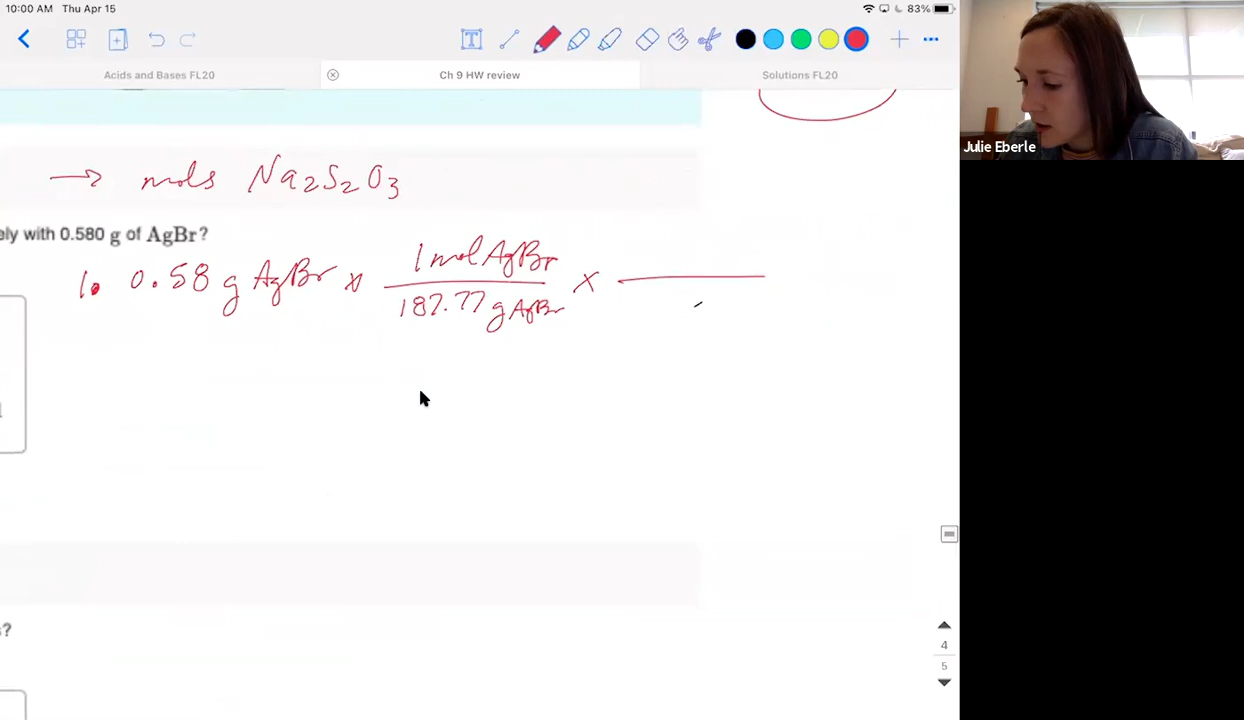 10:00 AM Thu Apr 15
83%
Acids and Bases FL20
Ch 9 HW review
Solutions FL20
Julie Eberle
→ mols Na2S2O3
ely with 0.580 g of AgBr?
1. 0.58 g AgBr x 1 mol AgBr x
187.77 g AgBr
4
5
s?